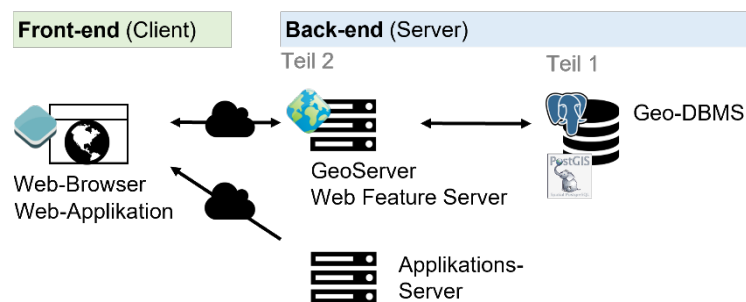 Front-end (Client)
Back-end (Server)
Teil 2
Teil 1
Geo-DBMS
PostGIS
Web-Browser
Web-Applikation
GeoServer
Web Feature Server
Applikations-
Server